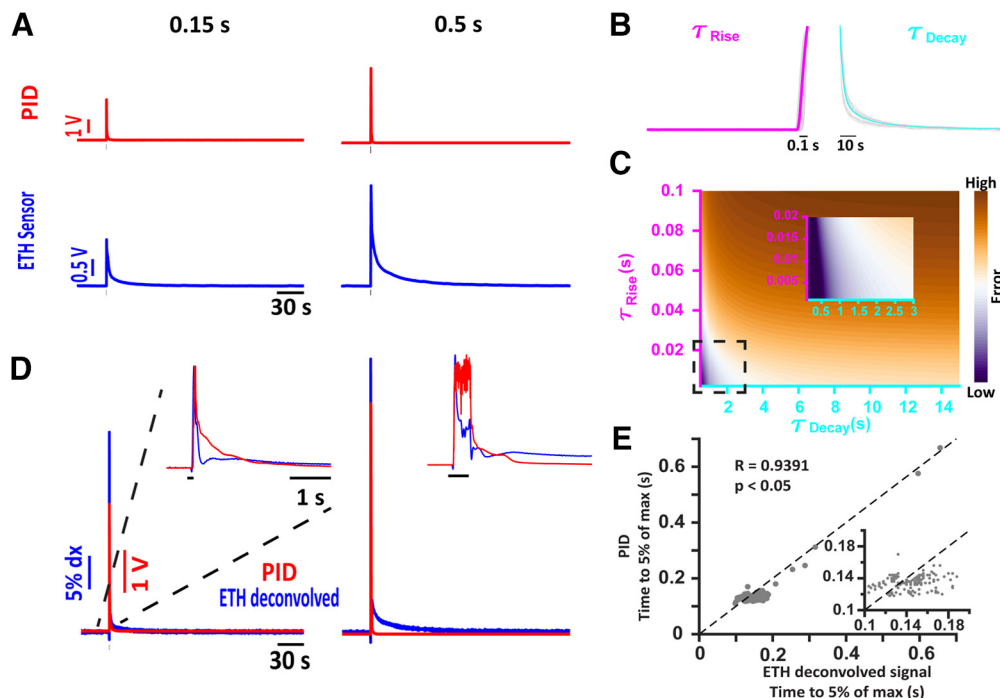 A
0.15 s
0.5 s
PID
1 V
ETH Sensor
0.5 V
30 s
B
τ Rise
τ Decay
0.1 s
10 s
C
τ Rise (s)
0.1
0.08
0.06
0.04
0.02
2
4
6
8
10
12
14
τ Decay(s)
0.02
0.015
0.01
0.005
0.5
1
1.5
2
2.5
3
High
Error
Low
D
1 s
5% dx
1 V
PID
ETH deconvolved
30 s
E
R = 0.9391
p < 0.05
PID
Time to 5% of max (s)
0.6
0.4
0.2
0
0
0.2
0.4
0.6
ETH deconvolved signal
Time to 5% of max (s)
0.18
0.14
0.1
0.1
0.14
0.18